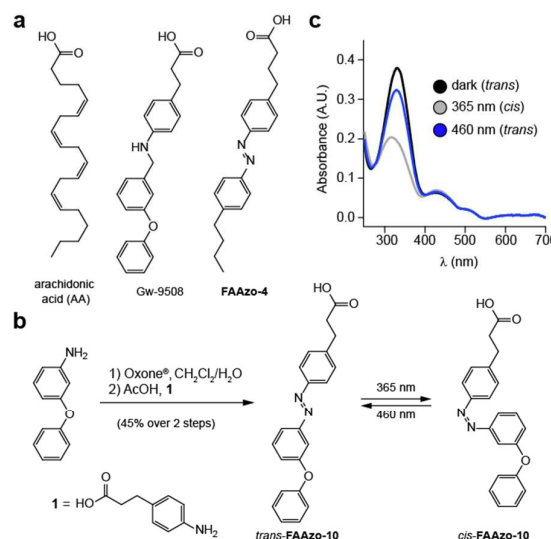 a
HO
O
arachidonic
acid (AA)
HO
O
HN
O
Gw-9508
HO
O
N
N
FAAzo-4
c
Absorbance (A.U.)
0.4
0.3
0.2
0.1
0.0
300
400
500
600
700
λ (nm)
dark (trans)
365 nm (cis)
460 nm (trans)
b
NH2
O
1) Oxone®, CH2Cl2/H2O
2) AcOH, 1
(45% over 2 steps)
1 =
HO
O
NH2
HO
O
N
N
O
trans-FAAzo-10
365 nm
460 nm
HO
O
N
N
O
cis-FAAzo-10